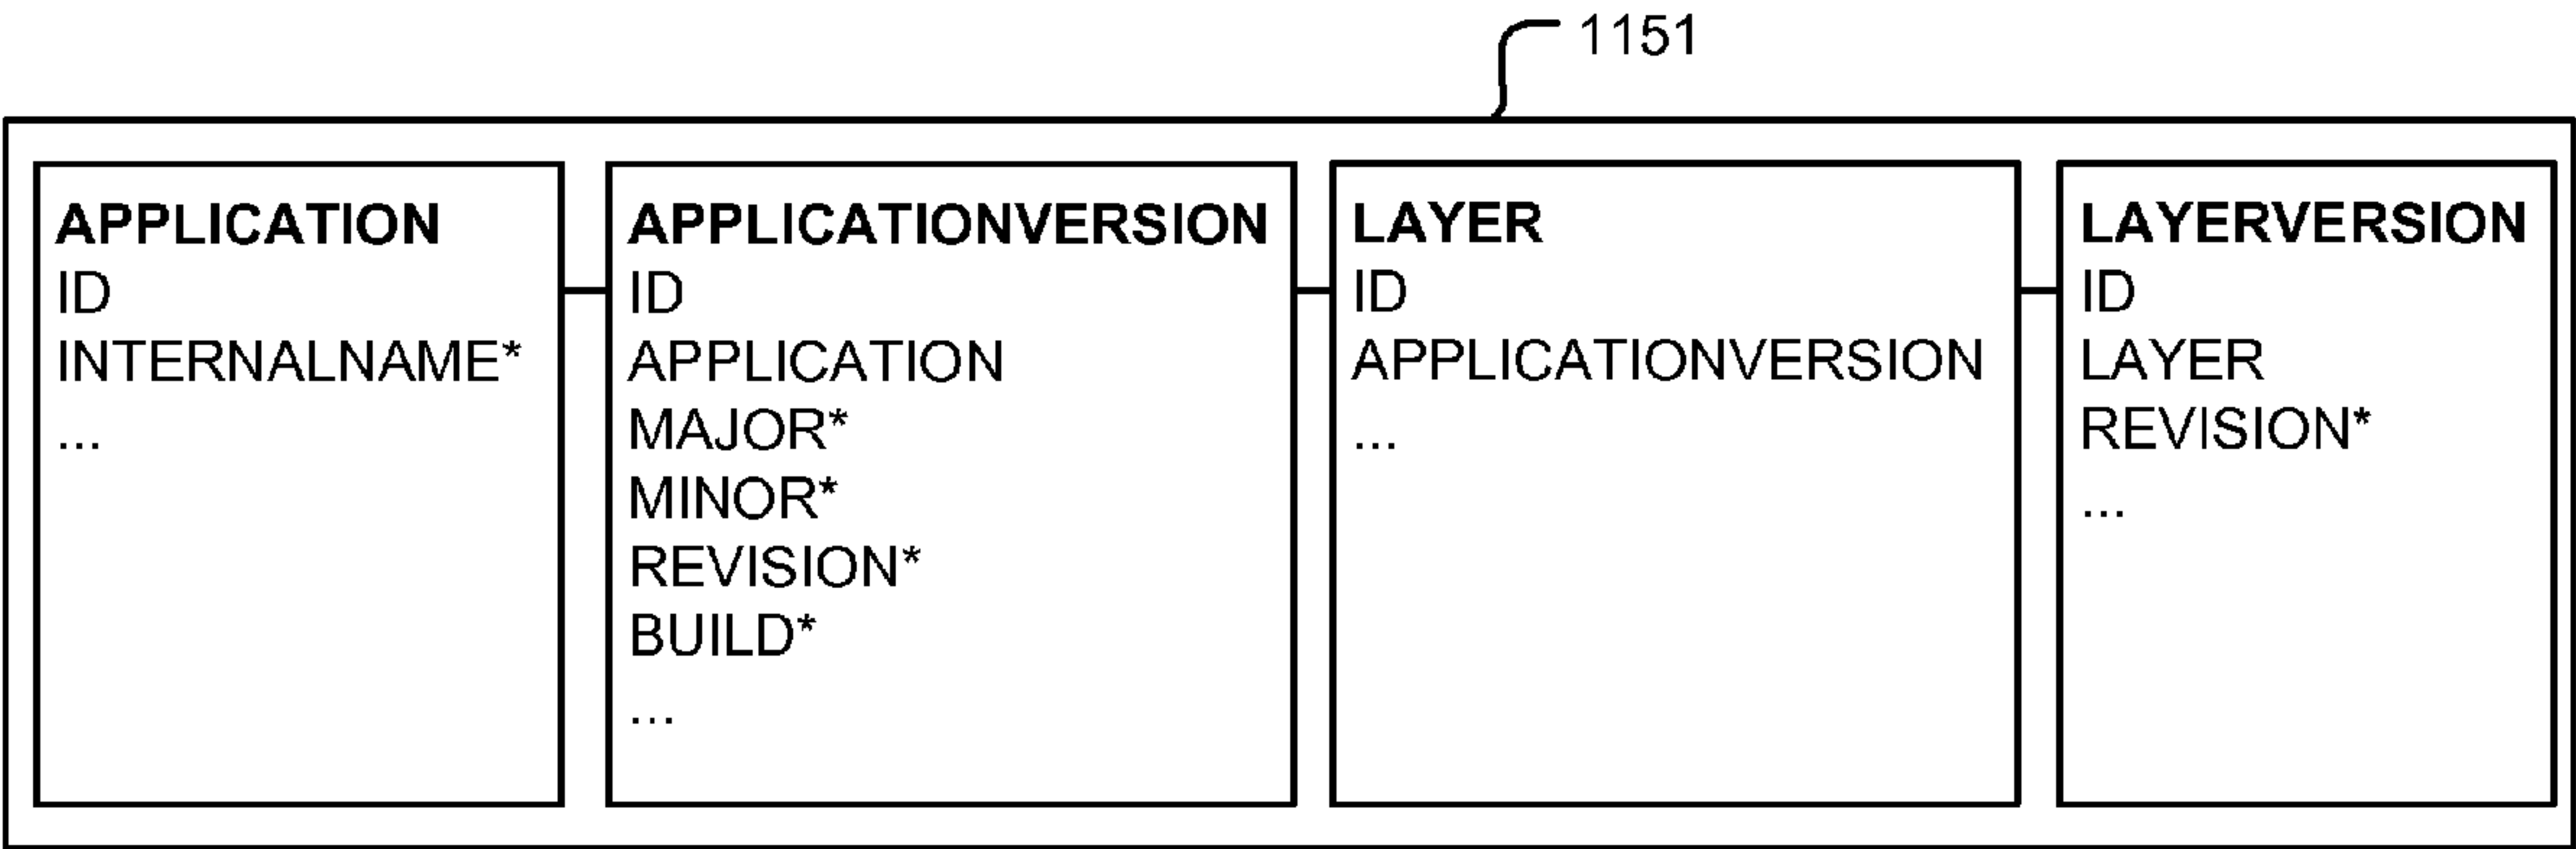 1151
APPLICATION
ID
INTERNALNAME*
...
APPLICATIONVERSION
ID
APPLICATION
MAJOR*
MINOR*
REVISION*
BUILD*
...
LAYER
ID
APPLICATIONVERSION
...
LAYERVERSION
ID
LAYER
REVISION*
...